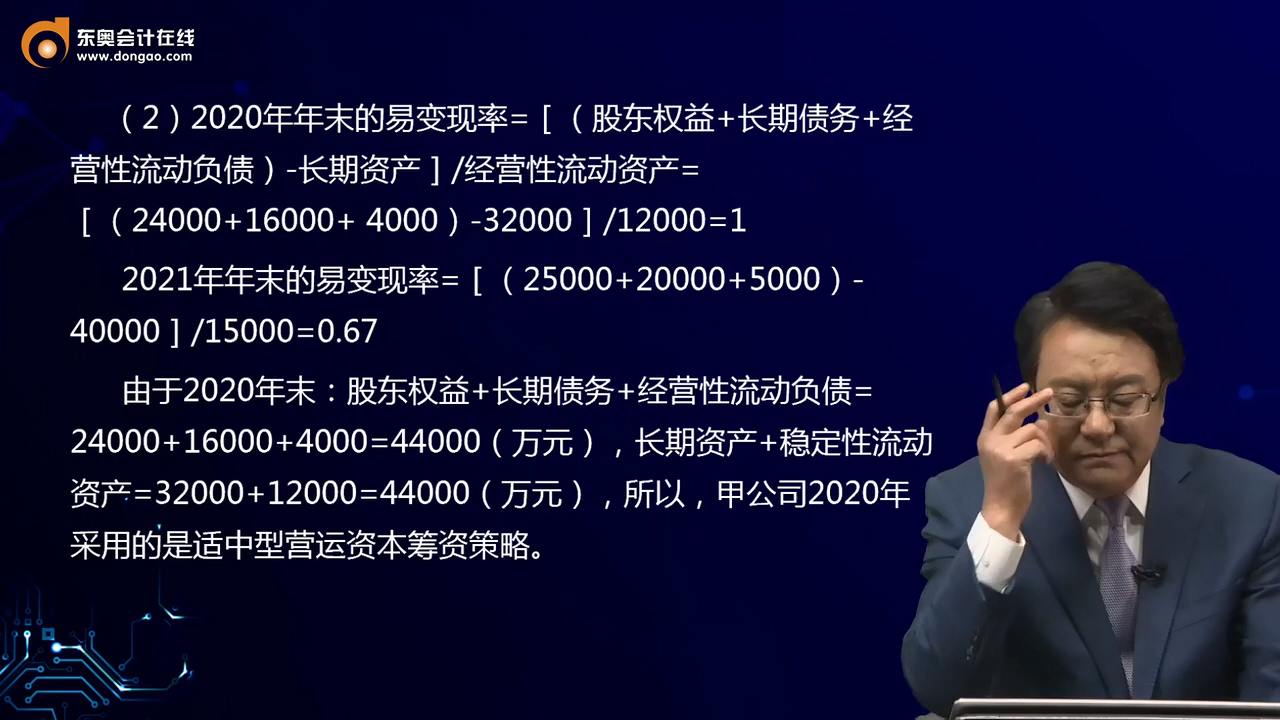 东奥会计在线
www.dongao.com
（2）2020年年末的易变现率=［（股东权益+长期债务+经
营性流动负债）-长期资产］/经营性流动资产=
［（24000+16000+ 4000）-32000］/12000=1
2021年年末的易变现率=［（25000+20000+5000）-
40000］/15000=0.67
由于2020年末：股东权益+长期债务+经营性流动负债=
24000+16000+4000=44000（万元），长期资产+稳定性流动
资产=32000+12000=44000（万元），所以，甲公司2020年
采用的是适中型营运资本筹资策略。